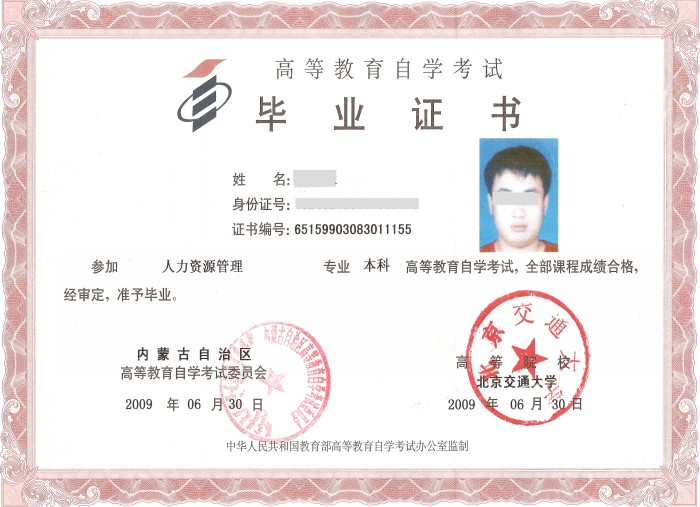 高等教育自学考试
毕业证书
姓 名:
身份证号:
证书编号: 65159903083011155
参加 人力资源管理 专业 本科 高等教育自学考试，全部课程成绩合格，
经审定，准予毕业。
内蒙古自治区
高等教育自学考试委员会
2009 年 06 月 30 日
高等院校
北京交通大学
2009 年 06 月 30 日
北京交通大学
中华人民共和国教育部高等教育自学考试办公室监制